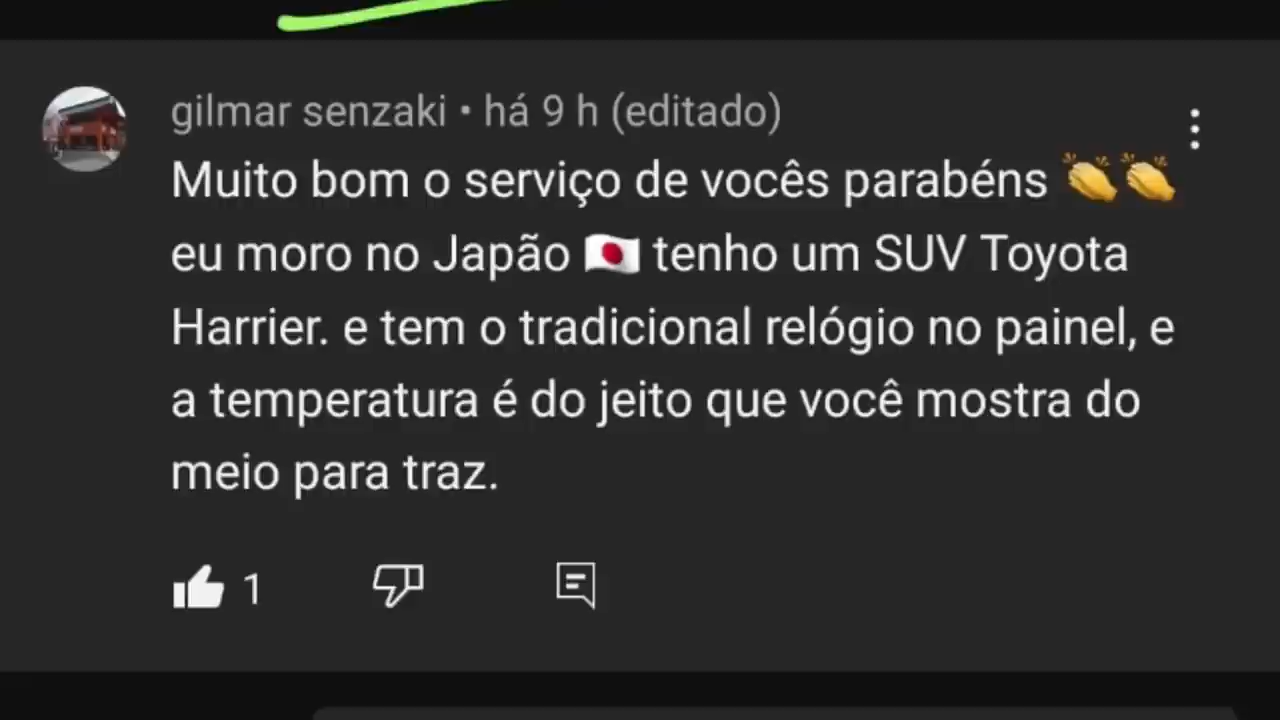 gilmar senzaki • há 9 h (editado)
Muito bom o serviço de vocês parabéns 👏👏
eu moro no Japão 🇯🇵 tenho um SUV Toyota
Harrier. e tem o tradicional relógio no painel, e
a temperatura é do jeito que você mostra do
meio para traz.
1